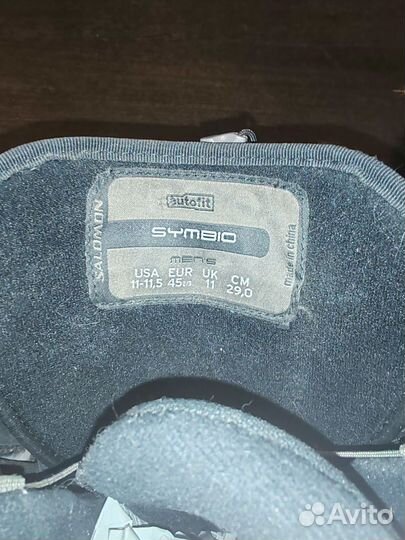 autofit
SYMBIO
MEN'S
USA EUR UK CM
11-11,5 45 1/3 11 29,0
SALOMON
made in china
Avito